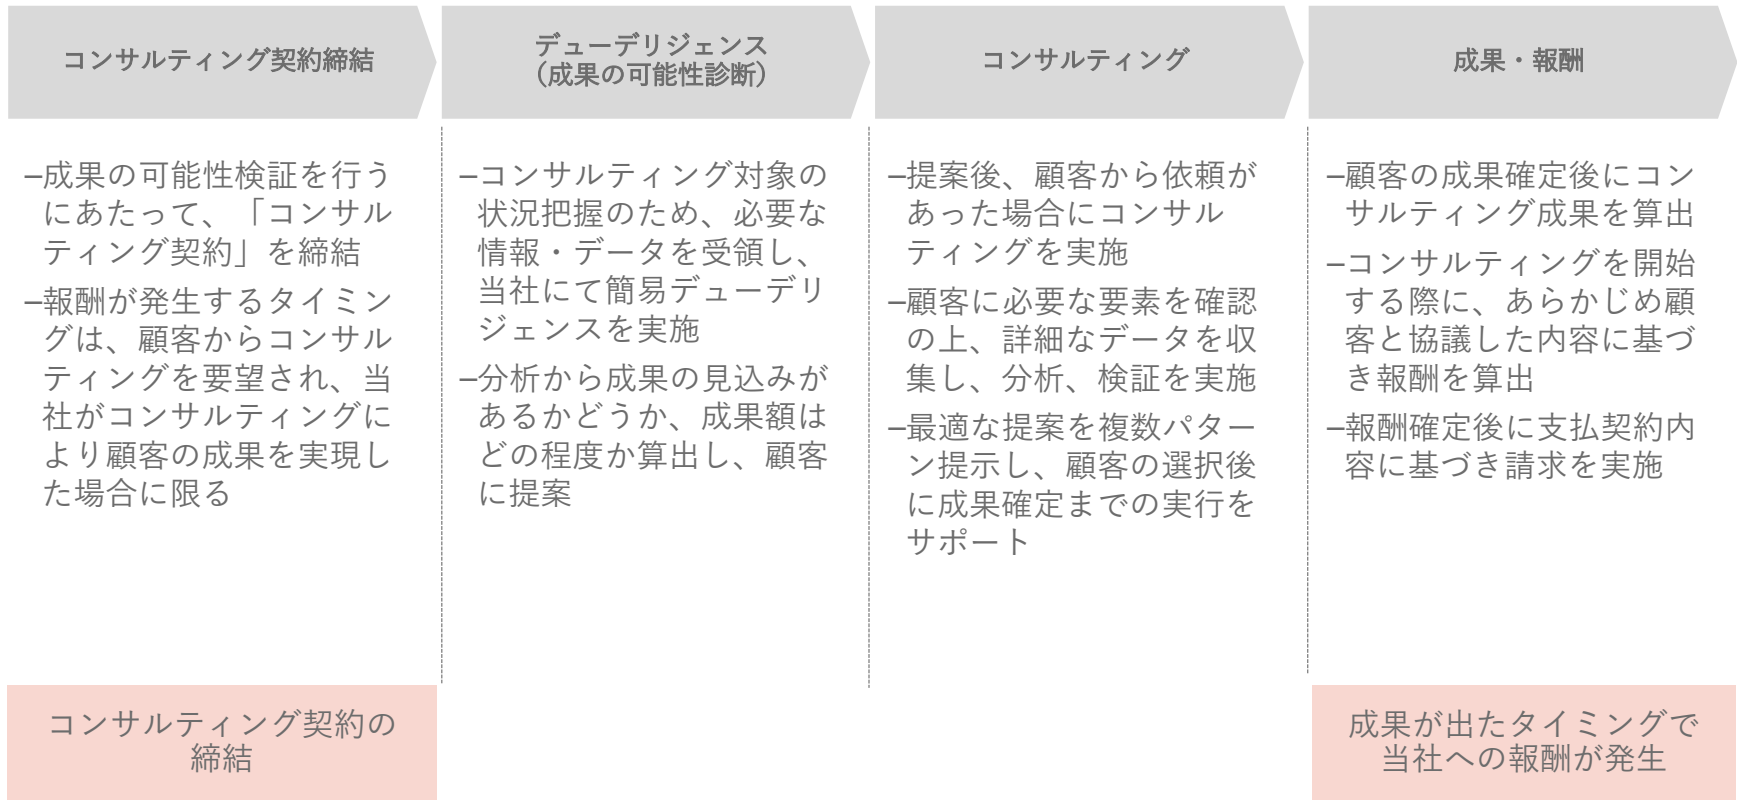 コンサルティング契約締結
デューデリジェンス
（成果の可能性診断）
コンサルティング
成果・報酬
–成果の可能性検証を行う
にあたって、「コンサル
ティング契約」を締結
–報酬が発生するタイミン
グは、顧客からコンサル
ティングを要望され、当
社がコンサルティングに
より顧客の成果を実現し
た場合に限る
–コンサルティング対象の
状況把握のため、必要な
情報・データを受領し、
当社にて簡易デューデリ
ジェンスを実施
–分析から成果の見込みが
あるかどうか、成果額は
どの程度か算出し、顧客
に提案
–提案後、顧客から依頼が
あった場合にコンサル
ティングを実施
–顧客に必要な要素を確認
の上、詳細なデータを収
集し、分析、検証を実施
–最適な提案を複数パター
ン提示し、顧客の選択後
に成果確定までの実行を
サポート
–顧客の成果確定後にコン
サルティング成果を算出
–コンサルティングを開始
する際に、あらかじめ顧
客と協議した内容に基づ
き報酬を算出
–報酬確定後に支払契約内
容に基づき請求を実施
コンサルティング契約の
締結
成果が出たタイミングで
当社への報酬が発生